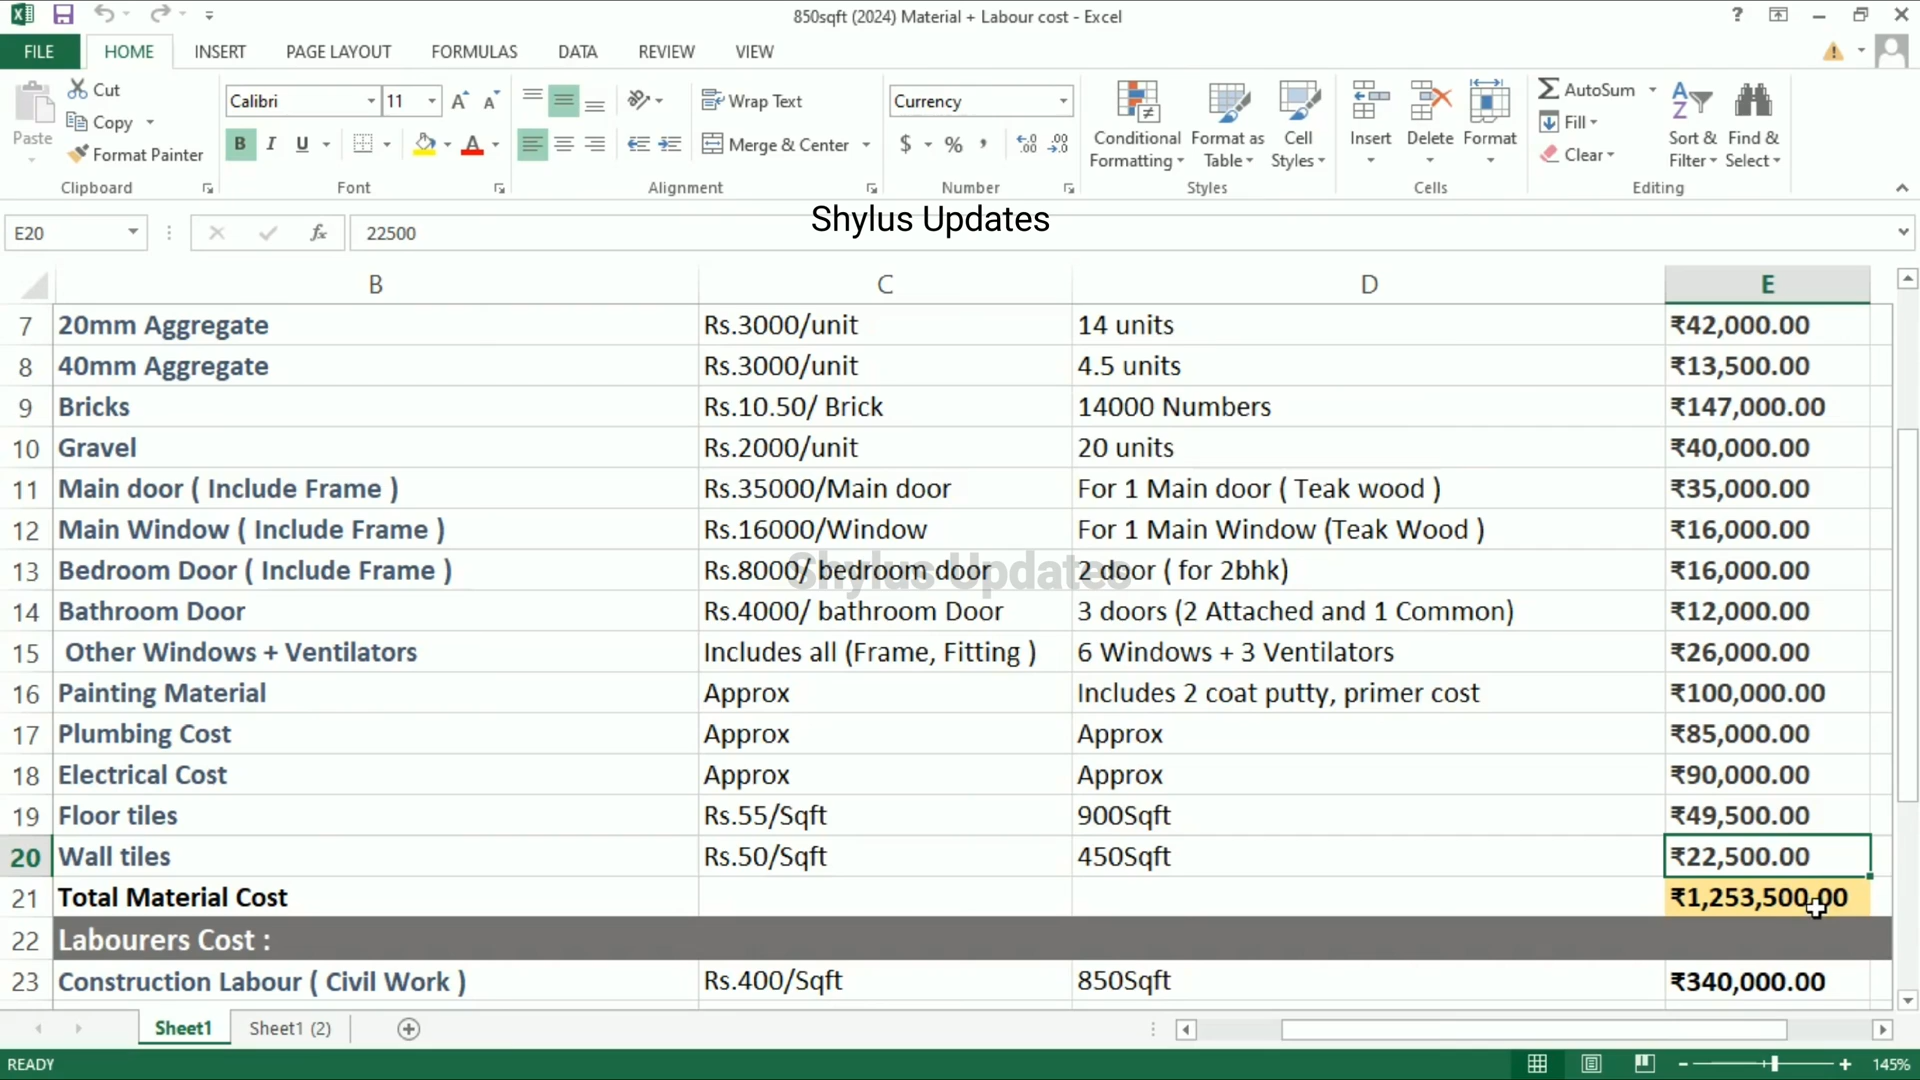 850sqft (2024) Material + Labour cost - Excel
FILE HOME INSERT PAGE LAYOUT FORMULAS DATA REVIEW VIEW
Paste
Cut
Copy
Format Painter
Clipboard
Calibri 11
B I U
Font
Wrap Text
Merge & Center
Alignment
Currency
$ % ,
Number
Conditional Formatting
Format as Table
Cell Styles
Styles
Insert Delete Format
Cells
AutoSum
Fill
Clear
Sort & Filter
Find & Select
Editing
Shylus Updates
E20 fx 22500
B C D E
7 20mm Aggregate Rs.3000/unit 14 units ₹42,000.00
8 40mm Aggregate Rs.3000/unit 4.5 units ₹13,500.00
9 Bricks Rs.10.50/ Brick 14000 Numbers ₹147,000.00
10 Gravel Rs.2000/unit 20 units ₹40,000.00
11 Main door ( Include Frame ) Rs.35000/Main door For 1 Main door ( Teak wood ) ₹35,000.00
12 Main Window ( Include Frame ) Rs.16000/Window For 1 Main Window (Teak Wood ) ₹16,000.00
13 Bedroom Door ( Include Frame ) Rs.8000/ bedroom door 2 door ( for 2bhk) ₹16,000.00
Shylus Updates
14 Bathroom Door Rs.4000/ bathroom Door 3 doors (2 Attached and 1 Common) ₹12,000.00
15 Other Windows + Ventilators Includes all (Frame, Fitting ) 6 Windows + 3 Ventilators ₹26,000.00
16 Painting Material Approx Includes 2 coat putty, primer cost ₹100,000.00
17 Plumbing Cost Approx Approx ₹85,000.00
18 Electrical Cost Approx Approx ₹90,000.00
19 Floor tiles Rs.55/Sqft 900Sqft ₹49,500.00
20 Wall tiles Rs.50/Sqft 450Sqft ₹22,500.00
21 Total Material Cost ₹1,253,500.00
22 Labourers Cost :
23 Construction Labour ( Civil Work ) Rs.400/Sqft 850Sqft ₹340,000.00
Sheet1 Sheet1 (2)
READY 145%